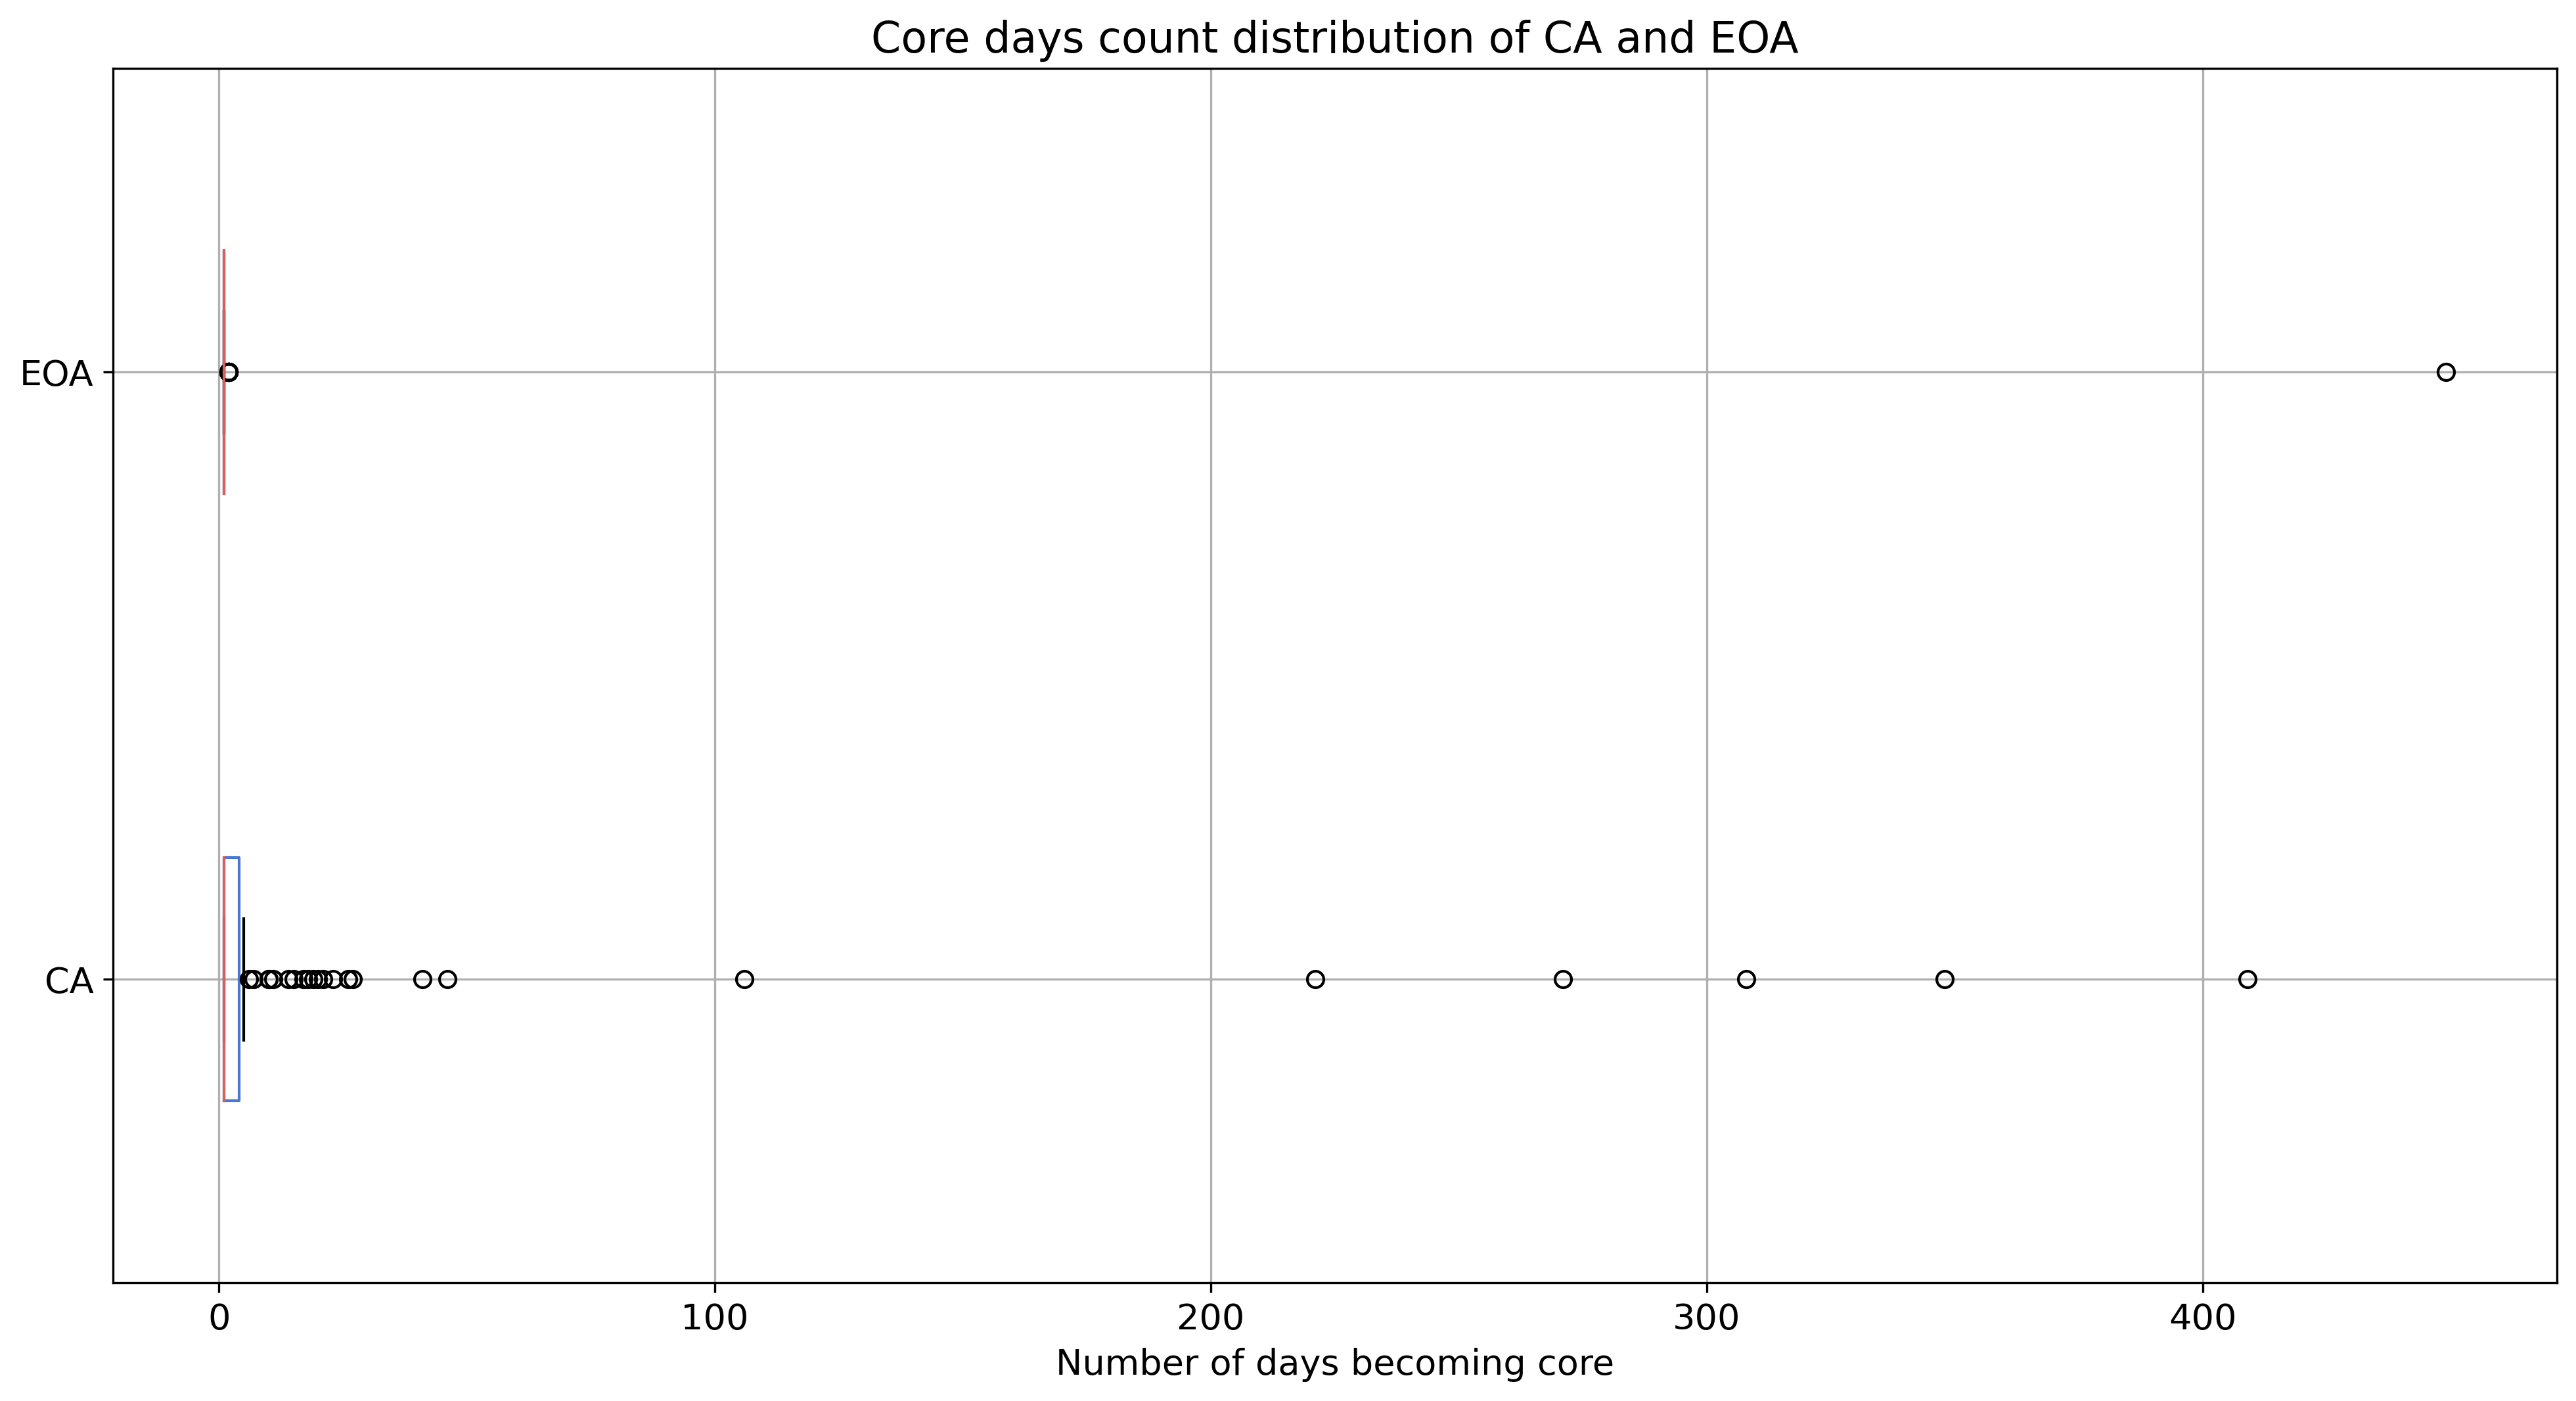 Core days count distribution of CA and EOA
EOA
CA
0 100 200 300 400
Number of days becoming core